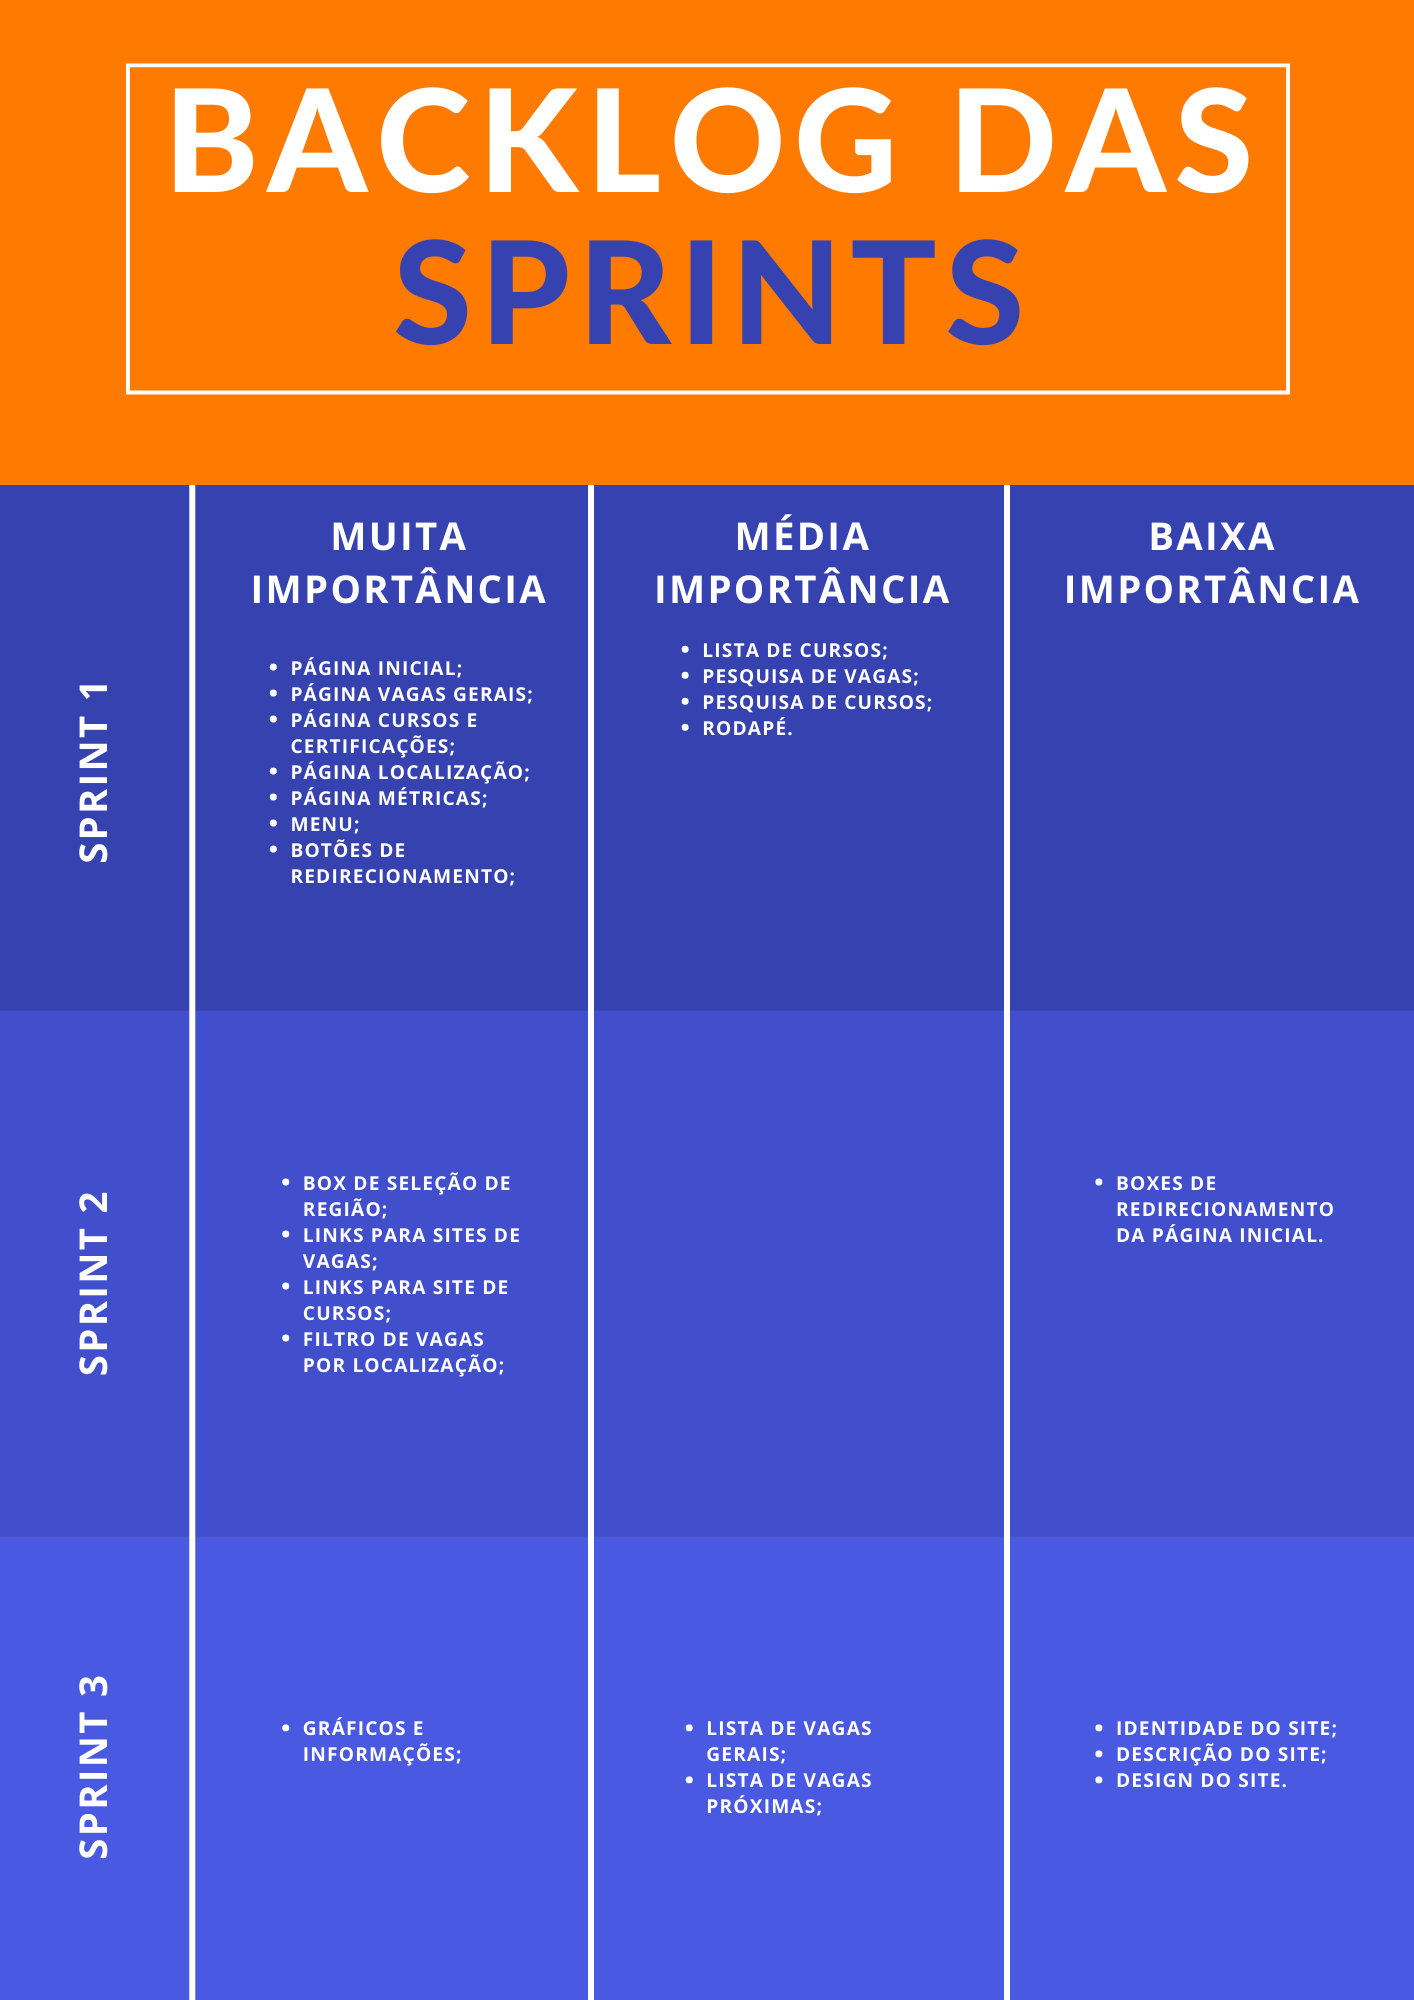 BACKLOG DAS
SPRINTS
MUITA
IMPORTÂNCIA
MÉDIA
IMPORTÂNCIA
BAIXA
IMPORTÂNCIA
SPRINT 1
• PÁGINA INICIAL;
• PÁGINA VAGAS GERAIS;
• PÁGINA CURSOS E
CERTIFICAÇÕES;
• PÁGINA LOCALIZAÇÃO;
• PÁGINA MÉTRICAS;
• MENU;
• BOTÕES DE
REDIRECIONAMENTO;
• LISTA DE CURSOS;
• PESQUISA DE VAGAS;
• PESQUISA DE CURSOS;
• RODAPÉ.
SPRINT 2
• BOX DE SELEÇÃO DE
REGIÃO;
• LINKS PARA SITES DE
VAGAS;
• LINKS PARA SITE DE
CURSOS;
• FILTRO DE VAGAS
POR LOCALIZAÇÃO;
• BOXES DE
REDIRECIONAMENTO
DA PÁGINA INICIAL.
SPRINT 3
• GRÁFICOS E
INFORMAÇÕES;
• LISTA DE VAGAS
GERAIS;
• LISTA DE VAGAS
PRÓXIMAS;
• IDENTIDADE DO SITE;
• DESCRIÇÃO DO SITE;
• DESIGN DO SITE.